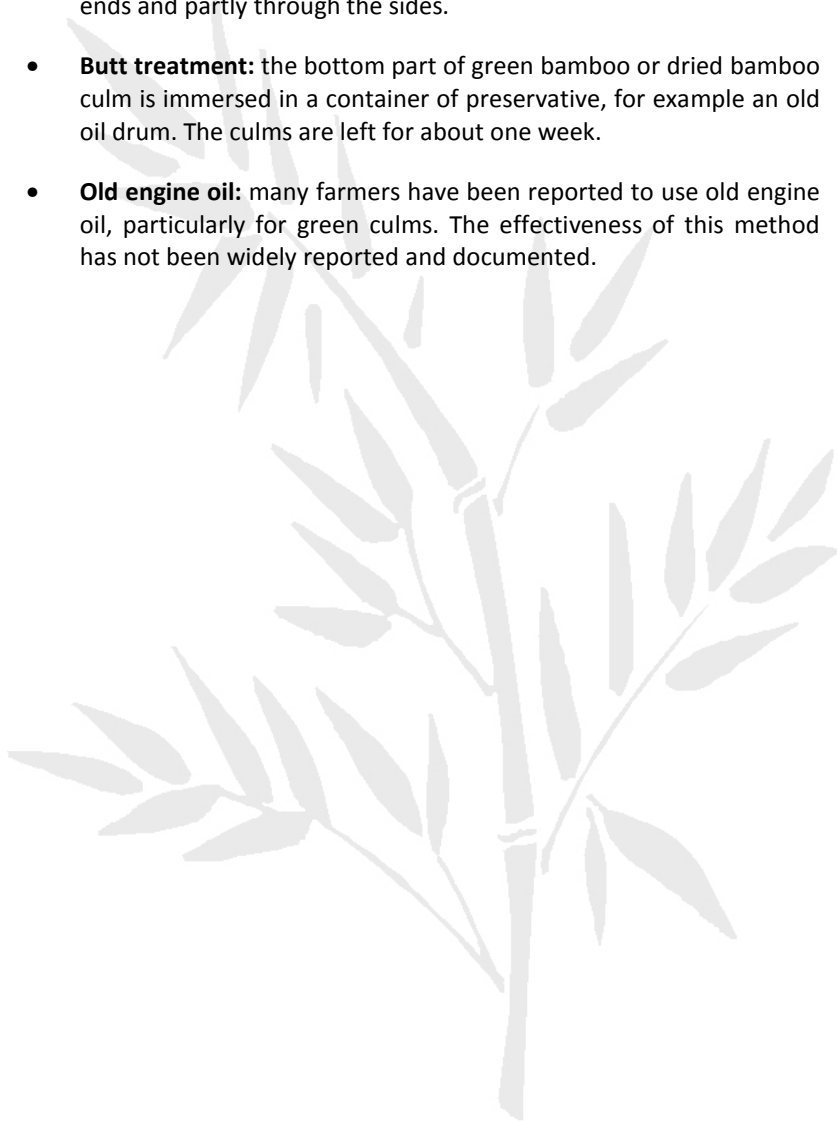 ends and partly through the sides.
• Butt treatment: the bottom part of green bamboo or dried bamboo
culm is immersed in a container of preservative, for example an old
oil drum. The culms are left for about one week.
• Old engine oil: many farmers have been reported to use old engine
oil, particularly for green culms. The effectiveness of this method
has not been widely reported and documented.